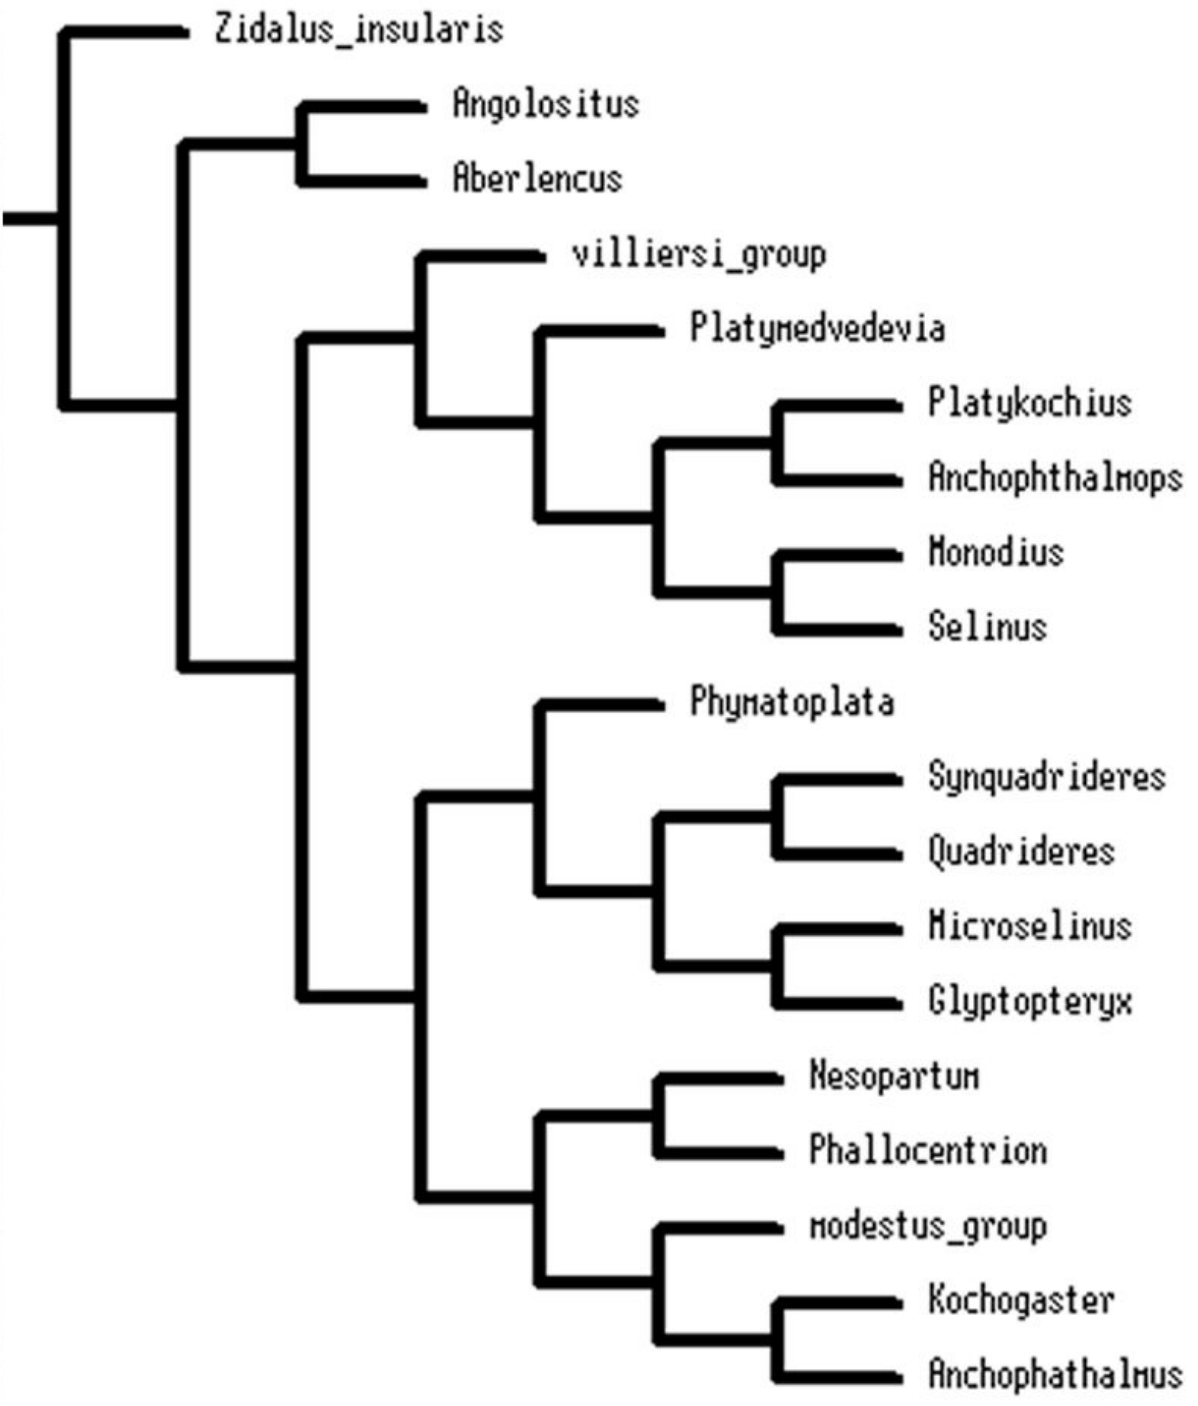 Zidalus_insularis
Angolositus
Aberlencus
villiersi_group
Platymedvedevia
Platykochius
Anchophthalmops
Monodius
Selinus
Phymatoplata
Synquadrideres
Quadrideres
Microselinus
Glyptopteryx
Nesopartum
Phallocentrion
modestus_group
Kochogaster
Anchophathalmus